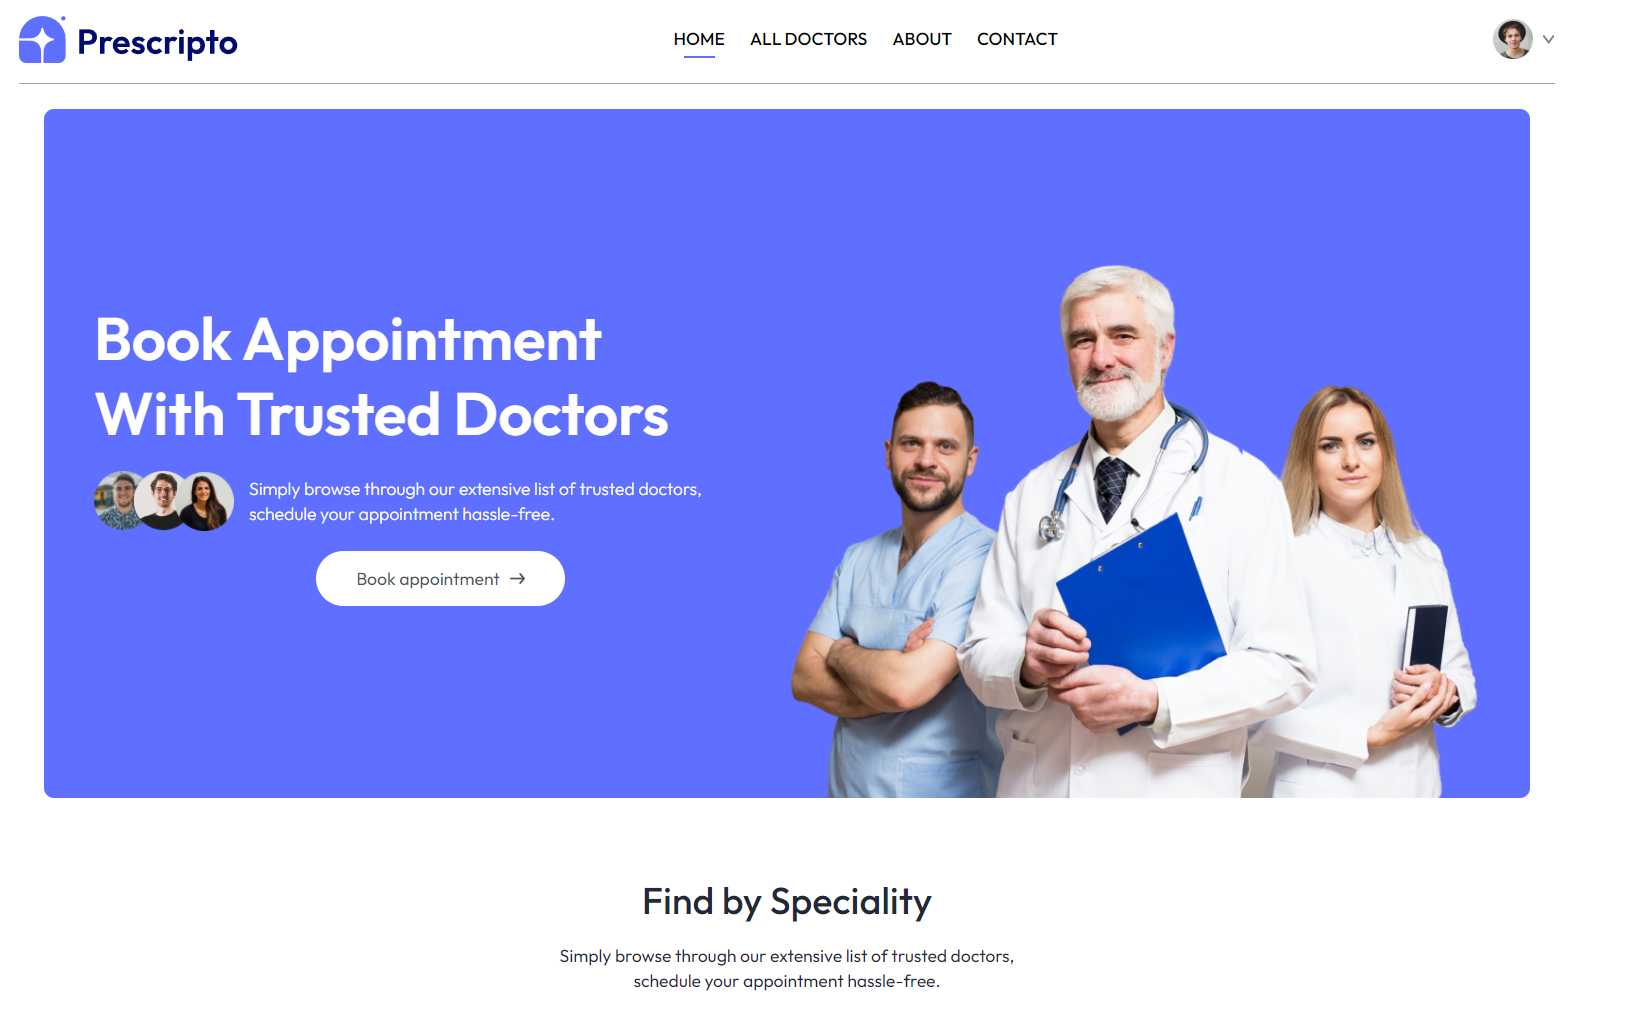 Prescripto
HOME
ALL DOCTORS
ABOUT
CONTACT
Book Appointment
With Trusted Doctors
Simply browse through our extensive list of trusted doctors,
schedule your appointment hassle-free.
Book appointment →
Find by Speciality
Simply browse through our extensive list of trusted doctors,
schedule your appointment hassle-free.